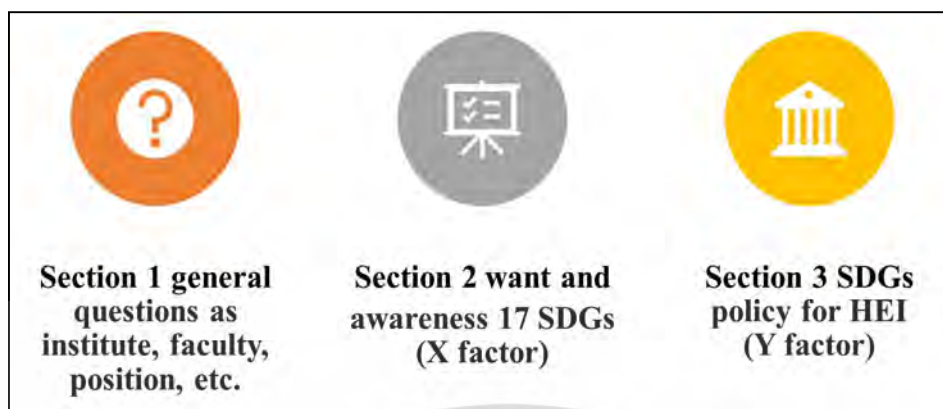 Section 1 general
questions as
institute, faculty,
position, etc.
Section 2 want and
awareness 17 SDGs
(X factor)
Section 3 SDGs
policy for HEI
(Y factor)